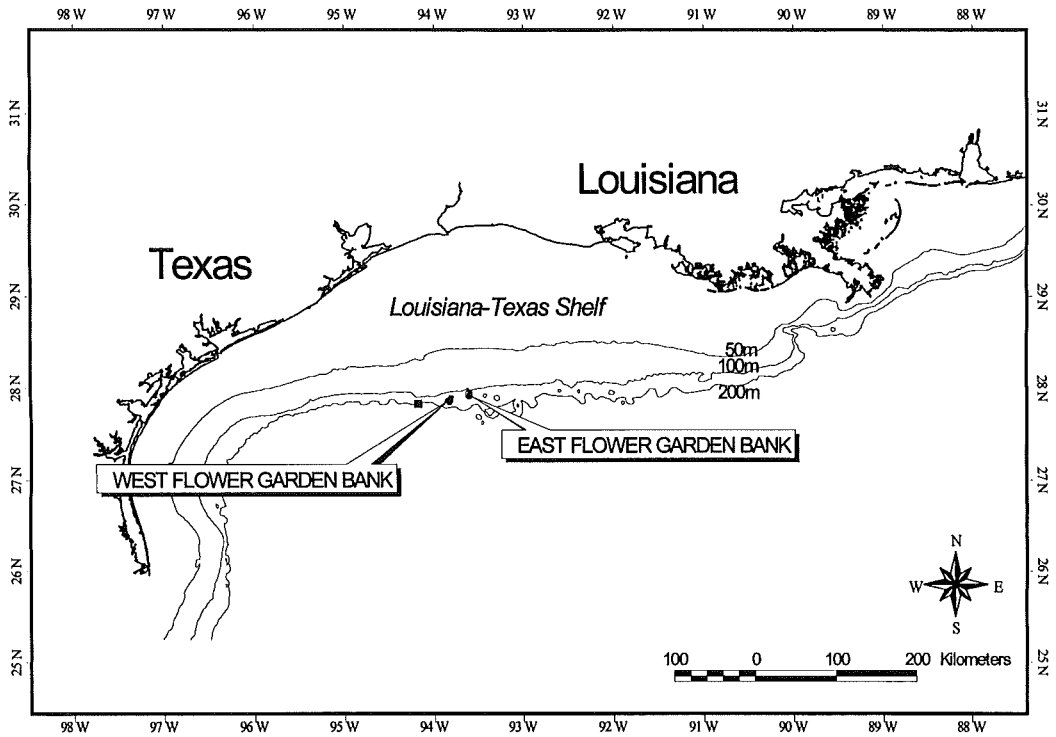 98 W 97 W 96 W 95 W 94 W 93 W 92 W 91 W 90 W 89 W 88 W
31 N 31 N
Louisiana
30 N 30 N
Texas
29 N 29 N
Louisiana-Texas Shelf
50m
100m
28 N 28 N
200m
EAST FLOWER GARDEN BANK
WEST FLOWER GARDEN BANK
27 N 27 N
N
26 N 26 N
W E
S
25 N 25 N
100 0 100 200 Kilometers
98 W 97 W 96 W 95 W 94 W 93 W 92 W 91 W 90 W 89 W 88 W